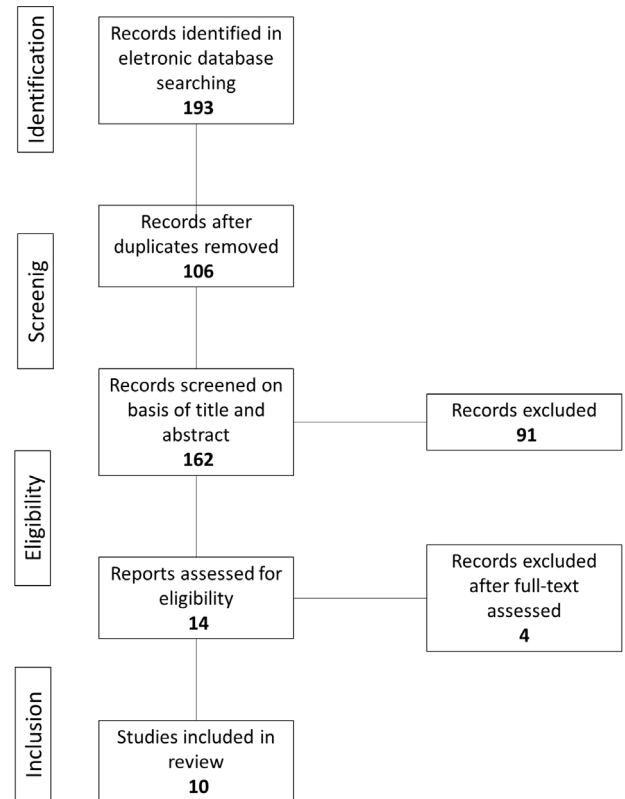 Identification
Records identified in
eletronic database
searching
193
Screenig
Records after
duplicates removed
106
Records screened on
basis of title and
abstract
162
Records excluded
91
Eligibility
Reports assessed for
eligibility
14
Records excluded
after full-text
assessed
4
Inclusion
Studies included in
review
10